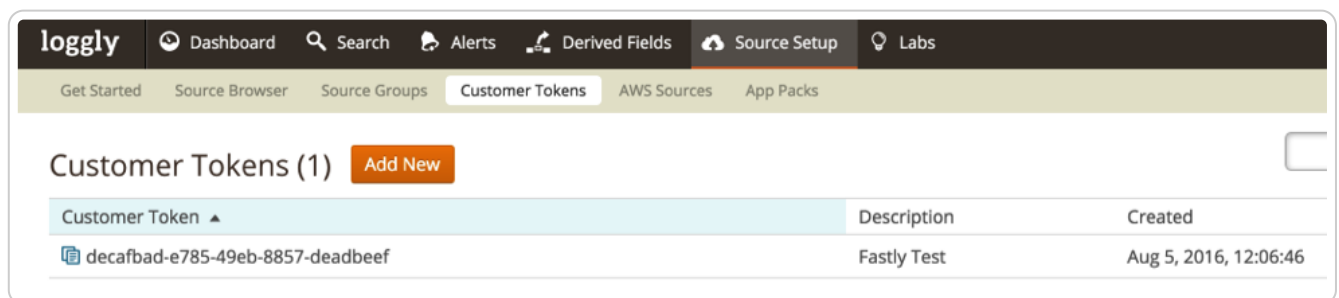 loggly Dashboard Search Alerts Derived Fields Source Setup Labs
Get Started Source Browser Source Groups Customer Tokens AWS Sources App Packs
Customer Tokens (1) Add New
Customer Token Description Created
decafbad-e785-49eb-8857-deadbeef Fastly Test Aug 5, 2016, 12:06:46